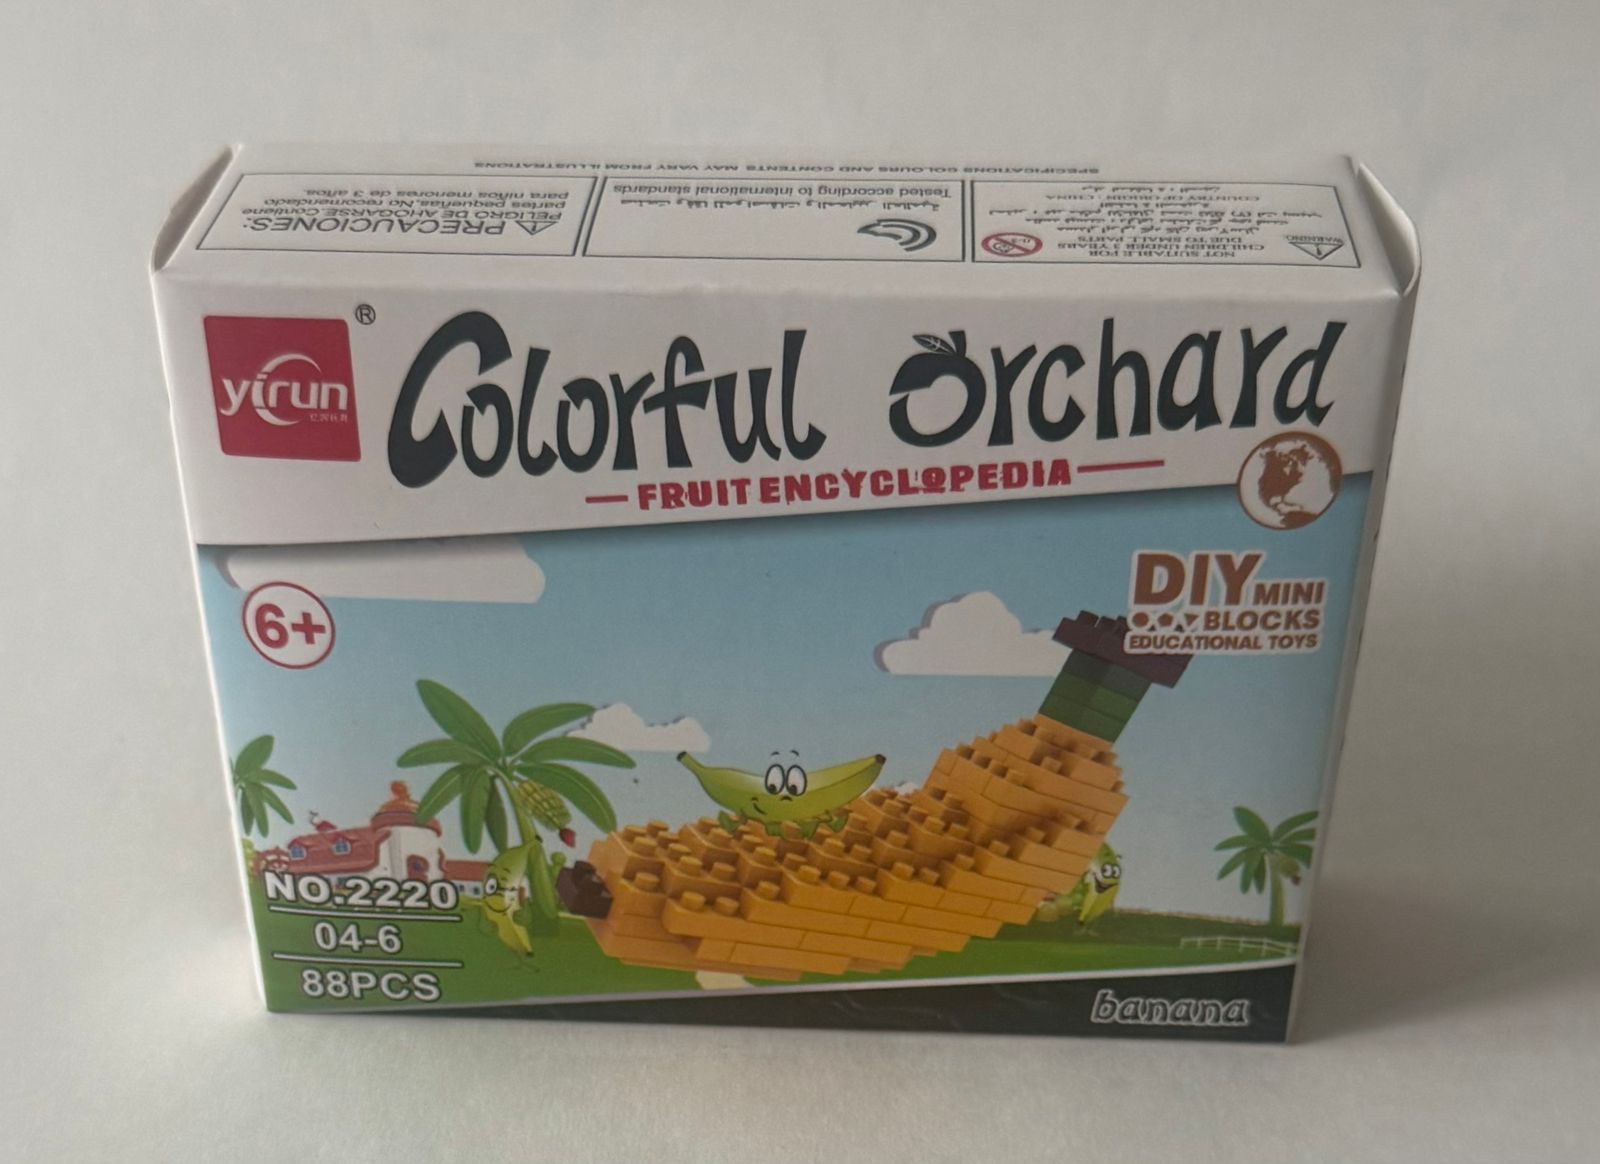 SPECIFICATIONS COLOURS AND CONTENTS MAY VARY FROM ILLUSTRATIONS
PRECAUCIONES:
PELIGRO DE AHOGARSE.Contiene
partes pequeñas.No recomendado
para niños menores de 3 años.
Tested according to international standards
WARNING:
NOT SUITABLE FOR
CHILDREN UNDER 3 YEARS
DUE TO SMALL PARTS
0-3
COUNTRY OF ORIGIN : CHINA
yirun
®
Colorful Orchard
FRUIT ENCYCLOPEDIA
6+
DIY MINI
BLOCKS
EDUCATIONAL TOYS
NO.2220
04-6
88PCS
banana